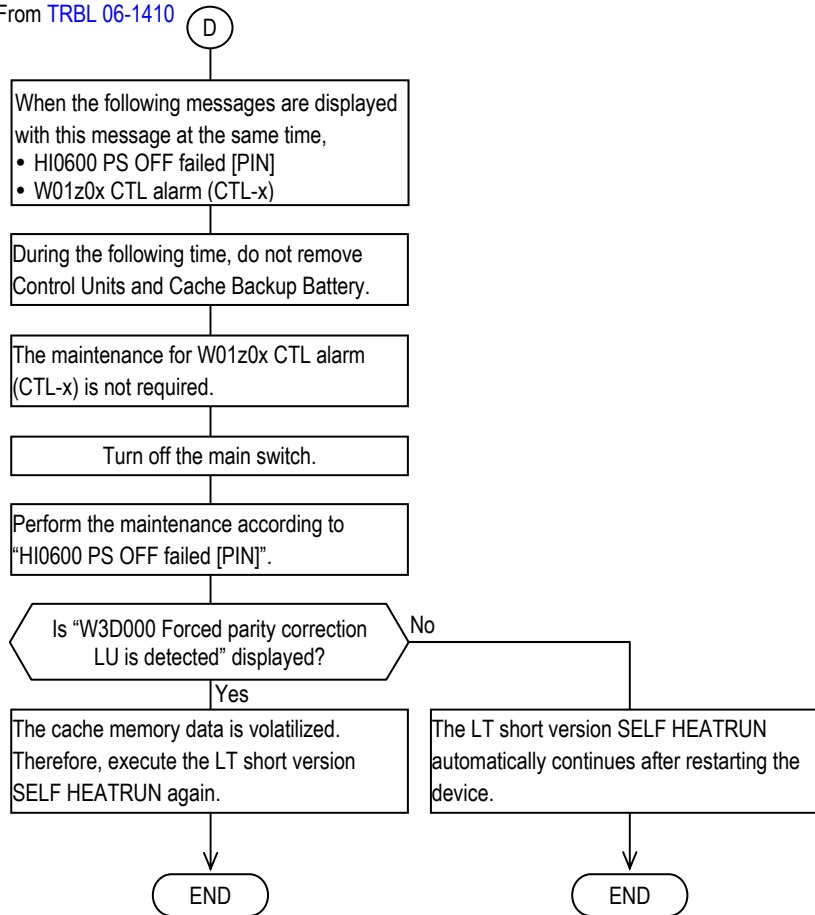 From TRBL 06-1410
D
When the following messages are displayed
with this message at the same time,
• HI0600 PS OFF failed [PIN]
• W01z0x CTL alarm (CTL-x)
During the following time, do not remove
Control Units and Cache Backup Battery.
The maintenance for W01z0x CTL alarm
(CTL-x) is not required.
Turn off the main switch.
Perform the maintenance according to
“HI0600 PS OFF failed [PIN]”.
Is “W3D000 Forced parity correction
LU is detected” displayed?
No
Yes
The cache memory data is volatilized.
Therefore, execute the LT short version
SELF HEATRUN again.
The LT short version SELF HEATRUN
automatically continues after restarting the
device.
END
END